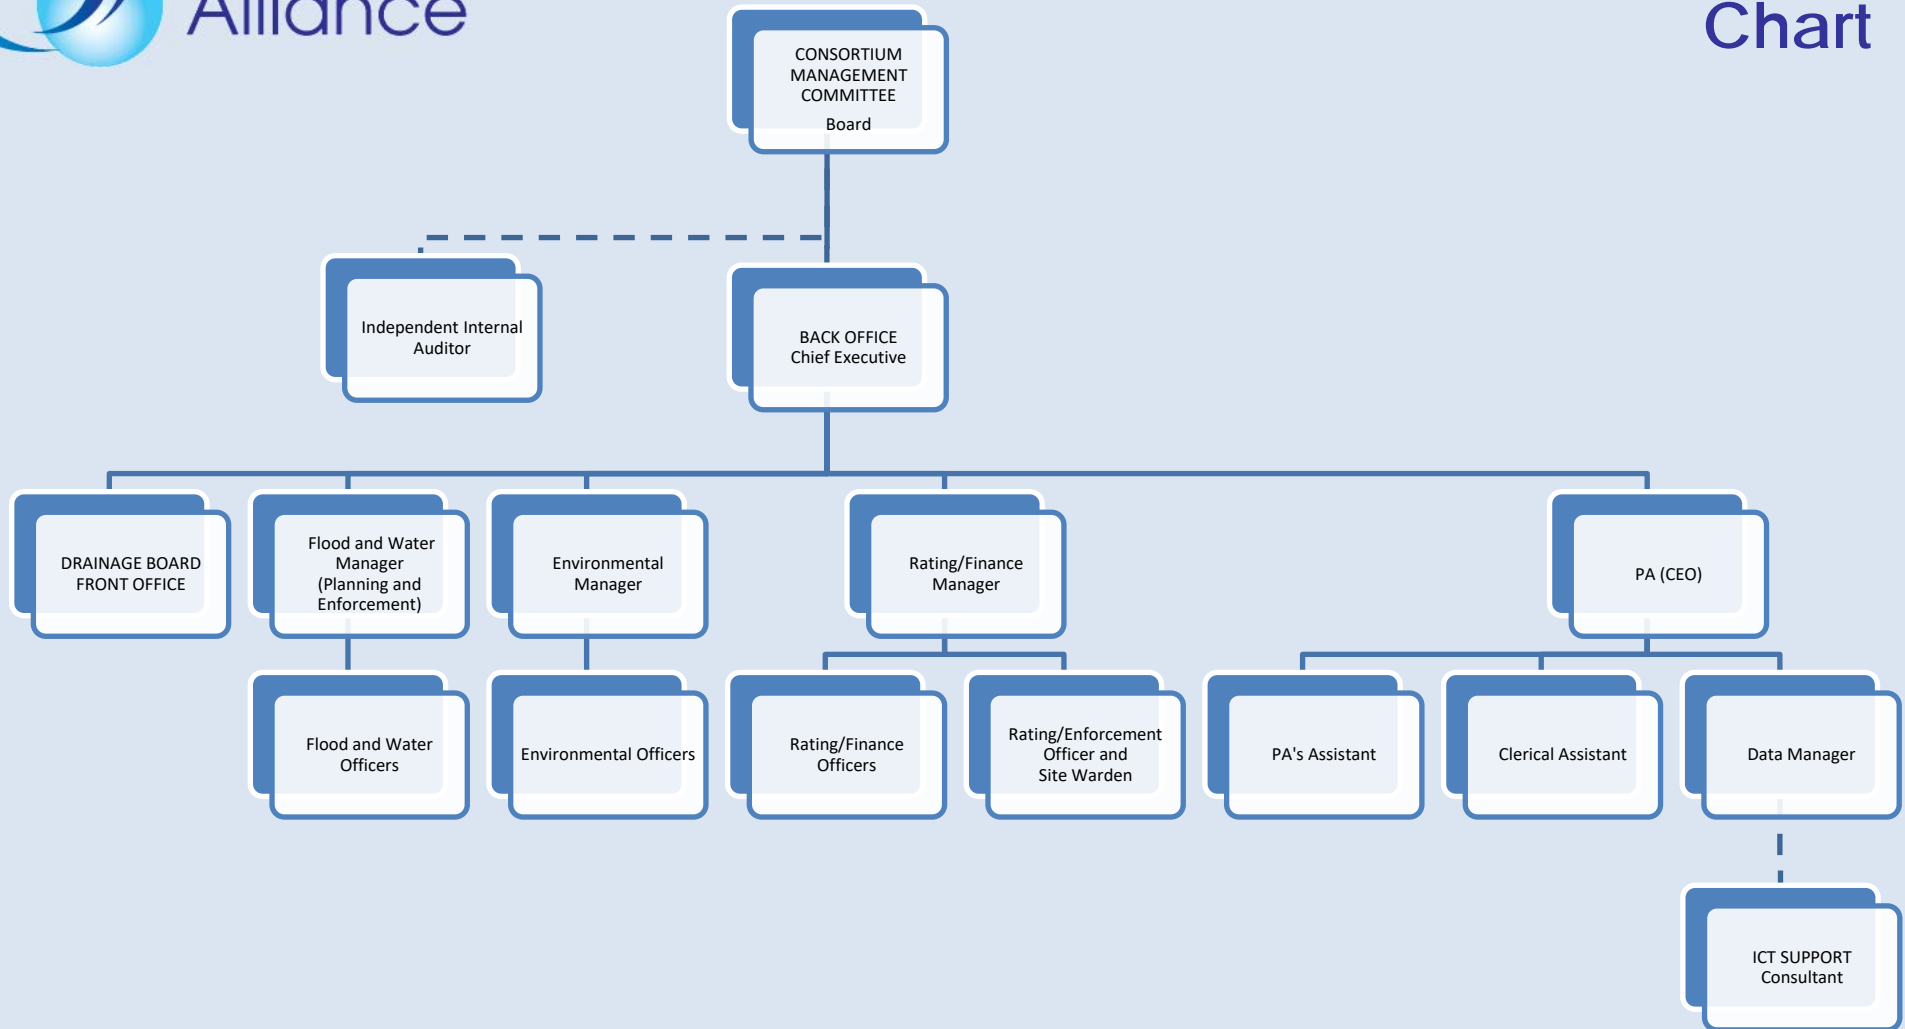 Alliance
Chart
CONSORTIUM
MANAGEMENT
COMMITTEE
Board
Independent Internal
Auditor
BACK OFFICE
Chief Executive
DRAINAGE BOARD
FRONT OFFICE
Flood and Water
Manager
(Planning and
Enforcement)
Environmental
Manager
Rating/Finance
Manager
PA (CEO)
Flood and Water
Officers
Environmental Officers
Rating/Finance
Officers
Rating/Enforcement
Officer and
Site Warden
PA's Assistant
Clerical Assistant
Data Manager
ICT SUPPORT
Consultant